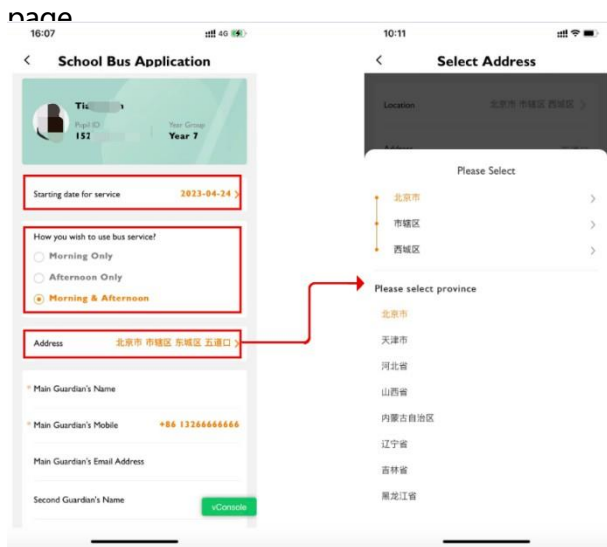 page
16:07
4G
School Bus Application
Pupil ID
Year Group
Year 7
Starting date for service
2023-04-24
How you wish to use bus service?
Morning Only
Afternoon Only
Morning & Afternoon
Address
北京市 市辖区 东城区 五道口
* Main Guardian's Name
* Main Guardian's Mobile
+86 13266666666
Main Guardian's Email Address
Second Guardian's Name
vConsole
10:11
Select Address
Location
北京市 市辖区 西城区
Please Select
北京市
市辖区
西城区
Please select province
北京市
天津市
河北省
山西省
内蒙古自治区
辽宁省
吉林省
黑龙江省